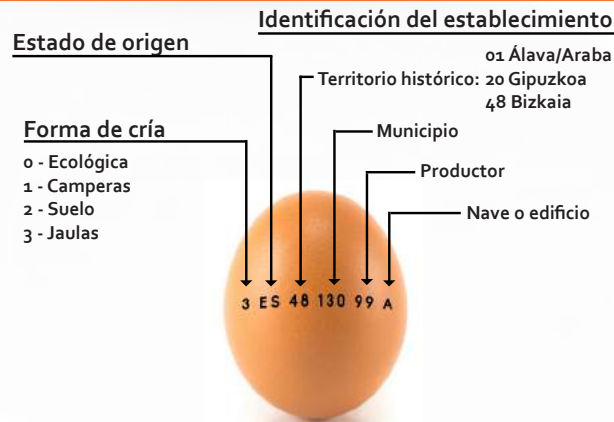 Identificación del establecimiento
Estado de origen
01 Álava/Araba
Territorio histórico: 20 Gipuzkoa
48 Bizkaia
Forma de cría
0 - Ecológica
1 - Camperas
2 - Suelo
3 - Jaulas
Municipio
Productor
Nave o edificio
3 ES 48 130 99 A